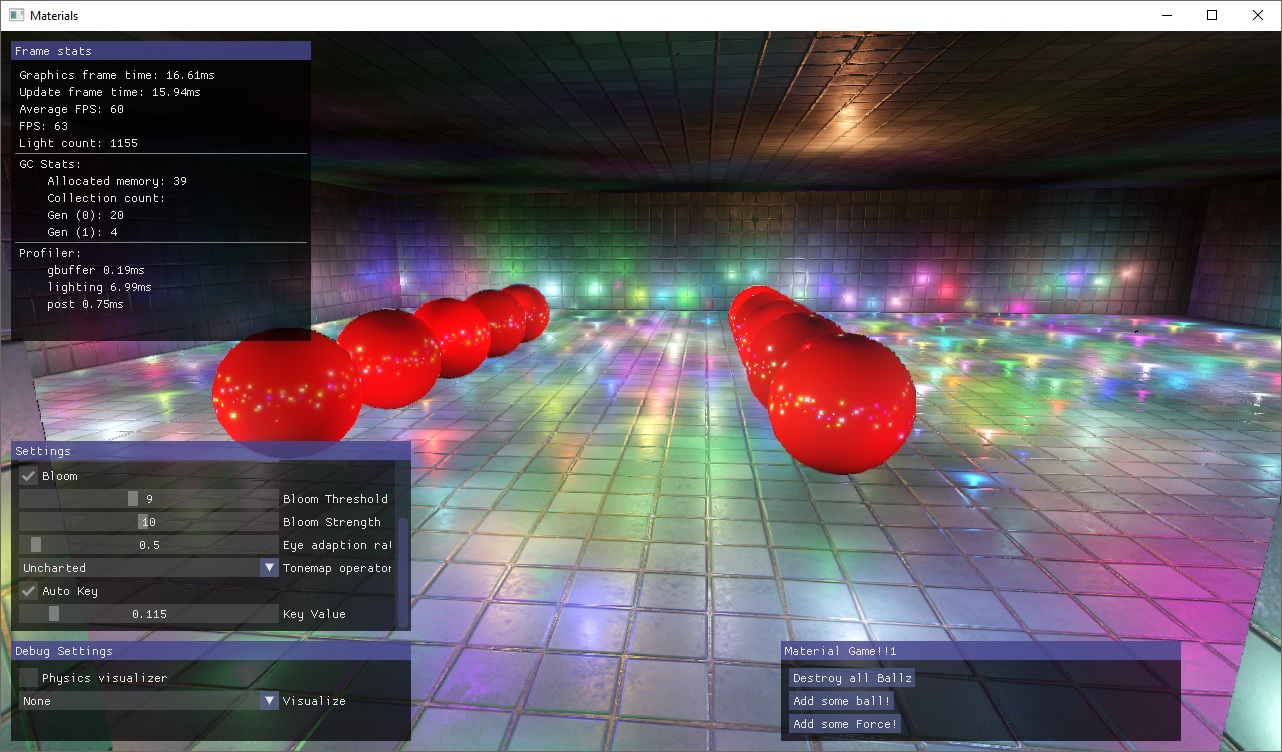 Materials
Frame stats
Graphics frame time: 16.61ms
Update frame time: 15.94ms
Average FPS: 60
FPS: 63
Light count: 1155
GC Stats:
Allocated memory: 39
Collection count:
Gen (0): 20
Gen (1): 4
Profiler:
gbuffer 0.19ms
lighting 6.99ms
post 0.75ms
Settings
Bloom
9 Bloom Threshold
10 Bloom Strength
0.5 Eye adaption rat
Uncharted Tonemap operator
Auto Key
0.115 Key Value
Debug Settings
Physics visualizer
None Visualize
Material Game!!1
Destroy all Ballz
Add some ball!
Add some Force!